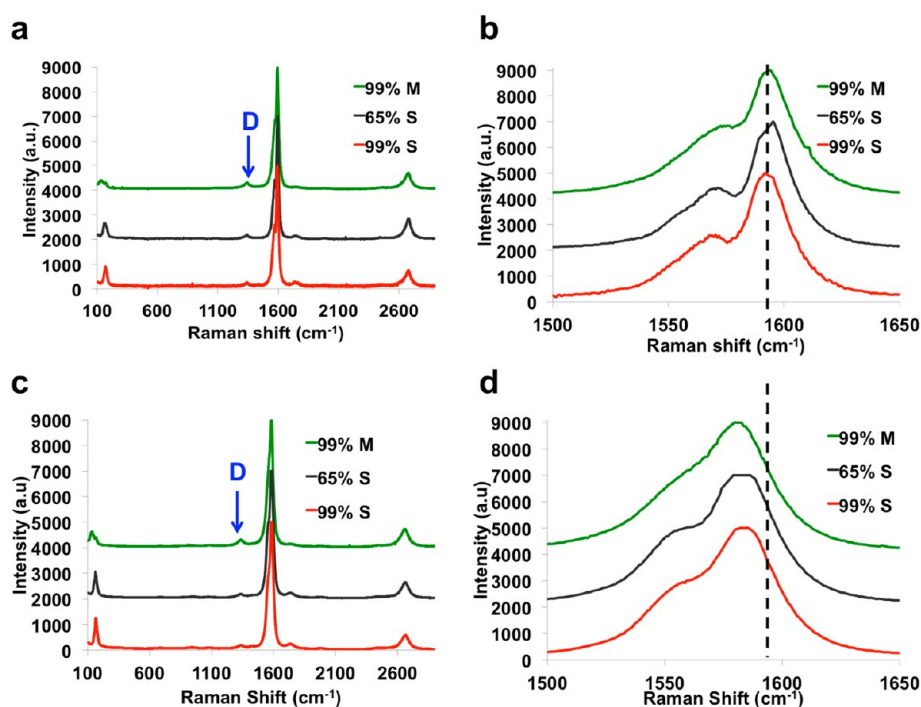 a
9000
8000
7000
6000
5000
4000
3000
2000
1000
0
Intensity (a.u.)
D
99% M
65% S
99% S
100 600 1100 1600 2100 2600
Raman shift (cm-1)
b
9000
8000
7000
6000
5000
4000
3000
2000
1000
0
Intensity (a.u.)
99% M
65% S
99% S
1500 1550 1600 1650
Raman shift (cm-1)
c
9000
8000
7000
6000
5000
4000
3000
2000
1000
0
Intensity (a.u)
D
99% M
65% S
99% S
100 600 1100 1600 2100 2600
Raman Shift (cm-1)
d
9000
8000
7000
6000
5000
4000
3000
2000
1000
0
Intensity (a.u.)
99% M
65% S
99% S
1500 1550 1600 1650
Raman Shift (cm-1)